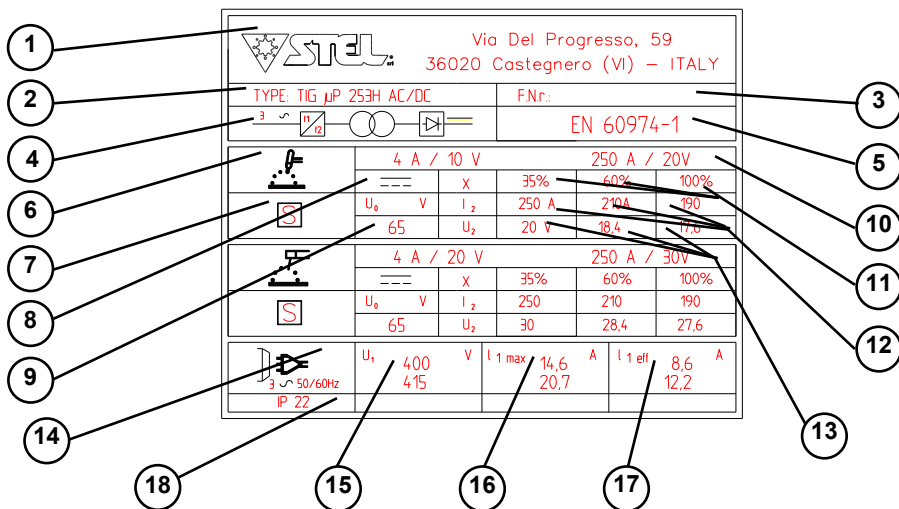 STEL s.r.l.
Via Del Progresso, 59
36020 Castegnero (VI) – ITALY
TYPE: TIG µP 253H AC/DC
F.N.r.:
3 ~ f1 f2
EN 60974-1
4 A / 10 V 250 A / 20V
X 35% 60% 100%
S
U₀ V I₂ 250 A 210A 190
65 U₂ 20 V 18,4 17,6
4 A / 20 V 250 A / 30V
X 35% 60% 100%
S
U₀ V I₂ 250 210 190
65 U₂ 30 28,4 27,6
U₁ V I 1 max A I 1 eff A
400 14,6 8,6
3 ~ 50/60Hz 415 20,7 12,2
IP 22
1
2
3
4
5
6
7
8
9
10
11
12
13
14
15
16
17
18